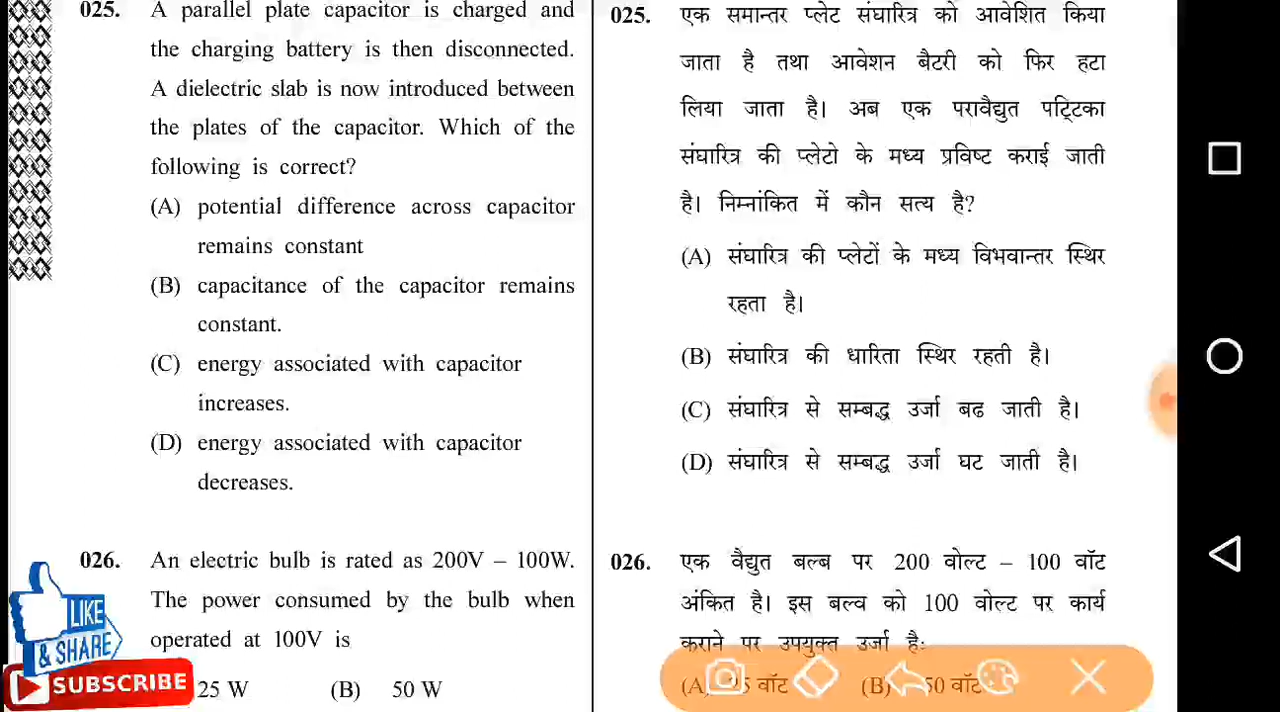 025. A parallel plate capacitor is charged and
the charging battery is then disconnected.
A dielectric slab is now introduced between
the plates of the capacitor. Which of the
following is correct?
(A) potential difference across capacitor
remains constant
(B) capacitance of the capacitor remains
constant.
(C) energy associated with capacitor
increases.
(D) energy associated with capacitor
decreases.
026. An electric bulb is rated as 200V – 100W.
The power consumed by the bulb when
operated at 100V is
25 W (B) 50 W
025. एक समान्तर प्लेट संघारित्र को आवेशित किया
जाता है तथा आवेशन बैटरी को फिर हटा
लिया जाता है। अब एक परावैद्युत पट्टिका
संघारित्र की प्लेटो के मध्य प्रविष्ट कराई जाती
है। निम्नांकित में कौन सत्य है?
(A) संघारित्र की प्लेटों के मध्य विभवान्तर स्थिर
रहता है।
(B) संघारित्र की धारिता स्थिर रहती है।
(C) संघारित्र से सम्बद्ध उर्जा बढ जाती है।
(D) संघारित्र से सम्बद्ध उर्जा घट जाती है।
026. एक वैद्युत बल्ब पर 200 वोल्ट – 100 वॉट
अंकित है। इस बल्व को 100 वोल्ट पर कार्य
कराने पर उपयुक्त उर्जा है:
(A) वॉट (B) 50 वॉट
LIKE
& SHARE
SUBSCRIBE